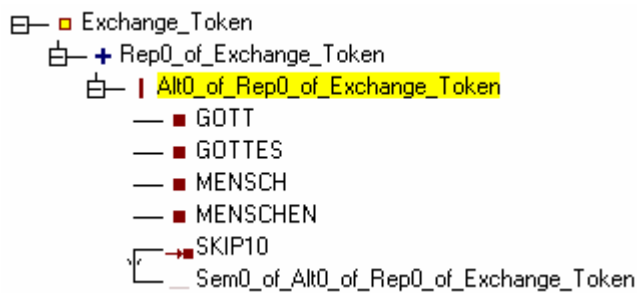 Exchange_Token
Rep0_of_Exchange_Token
Alt0_of_Rep0_of_Exchange_Token
GOTT
GOTTES
MENSCH
MENSCHEN
SKIP10
Sem0_of_Alt0_of_Rep0_of_Exchange_Token